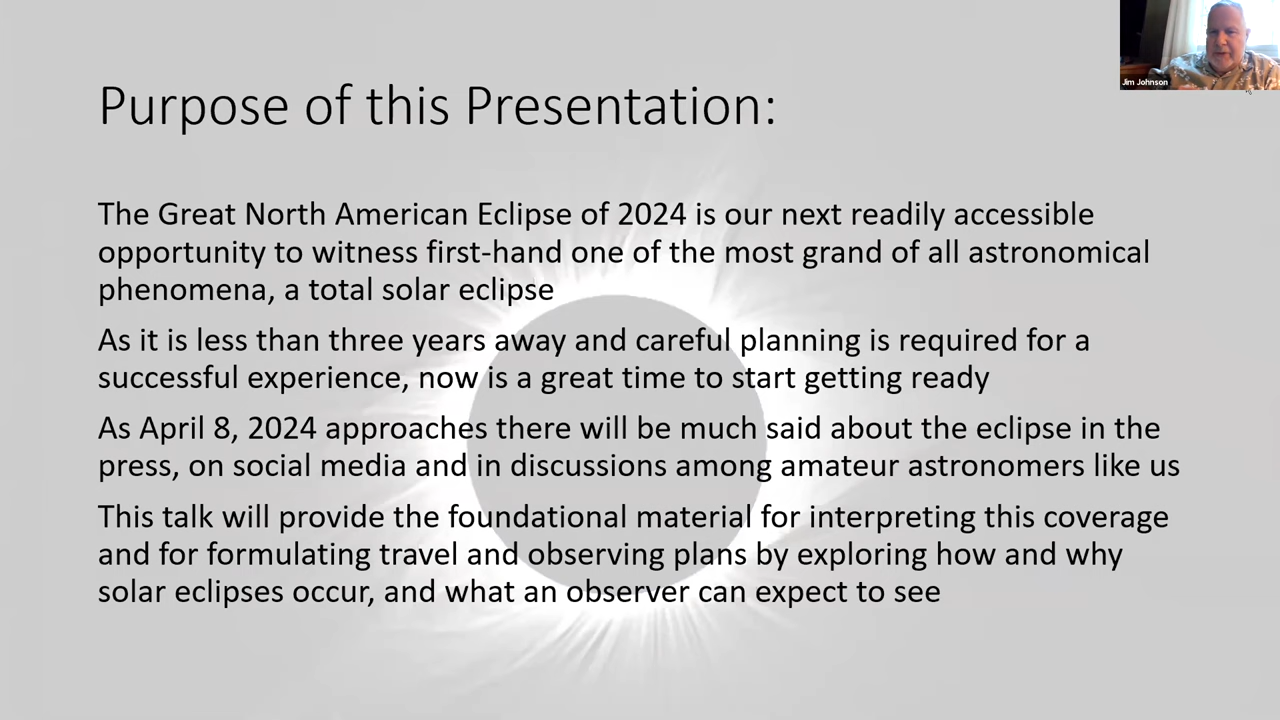 Jim Johnson
Purpose of this Presentation:
The Great North American Eclipse of 2024 is our next readily accessible
opportunity to witness first-hand one of the most grand of all astronomical
phenomena, a total solar eclipse
As it is less than three years away and careful planning is required for a
successful experience, now is a great time to start getting ready
As April 8, 2024 approaches there will be much said about the eclipse in the
press, on social media and in discussions among amateur astronomers like us
This talk will provide the foundational material for interpreting this coverage
and for formulating travel and observing plans by exploring how and why
solar eclipses occur, and what an observer can expect to see